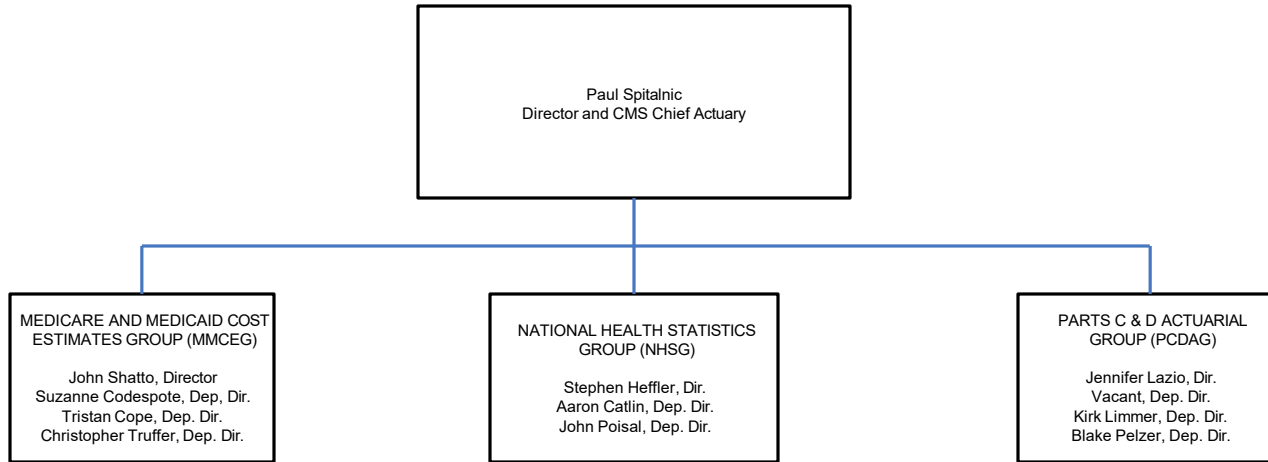 Paul Spitalnic
Director and CMS Chief Actuary
MEDICARE AND MEDICAID COST
ESTIMATES GROUP (MMCEG)
John Shatto, Director
Suzanne Codespote, Dep, Dir.
Tristan Cope, Dep. Dir.
Christopher Truffer, Dep. Dir.
NATIONAL HEALTH STATISTICS
GROUP (NHSG)
Stephen Heffler, Dir.
Aaron Catlin, Dep. Dir.
John Poisal, Dep. Dir.
PARTS C & D ACTUARIAL
GROUP (PCDAG)
Jennifer Lazio, Dir.
Vacant, Dep. Dir.
Kirk Limmer, Dep. Dir.
Blake Pelzer, Dep. Dir.